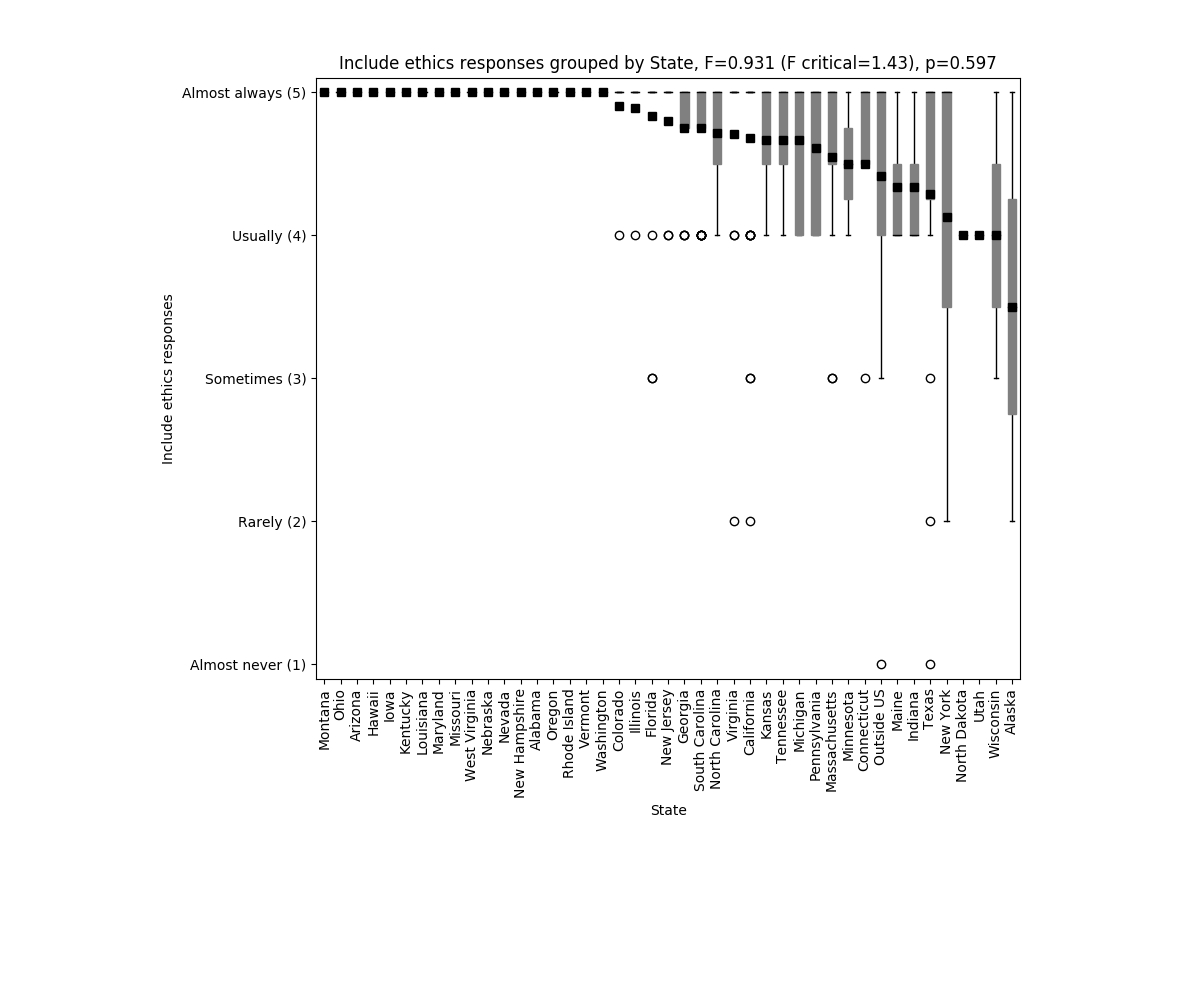 Include ethics responses grouped by State, F=0.931 (F critical=1.43), p=0.597
Almost always (5)
Usually (4)
Sometimes (3)
Rarely (2)
Almost never (1)
Include ethics responses
Montana
Ohio
Arizona
Hawaii
Iowa
Kentucky
Louisiana
Maryland
Missouri
West Virginia
Nebraska
Nevada
New Hampshire
Alabama
Oregon
Rhode Island
Vermont
Washington
Colorado
Illinois
Florida
New Jersey
Georgia
South Carolina
North Carolina
Virginia
California
Kansas
Tennessee
Michigan
Pennsylvania
Massachusetts
Minnesota
Connecticut
Outside US
Maine
Indiana
Texas
New York
North Dakota
Utah
Wisconsin
Alaska
State